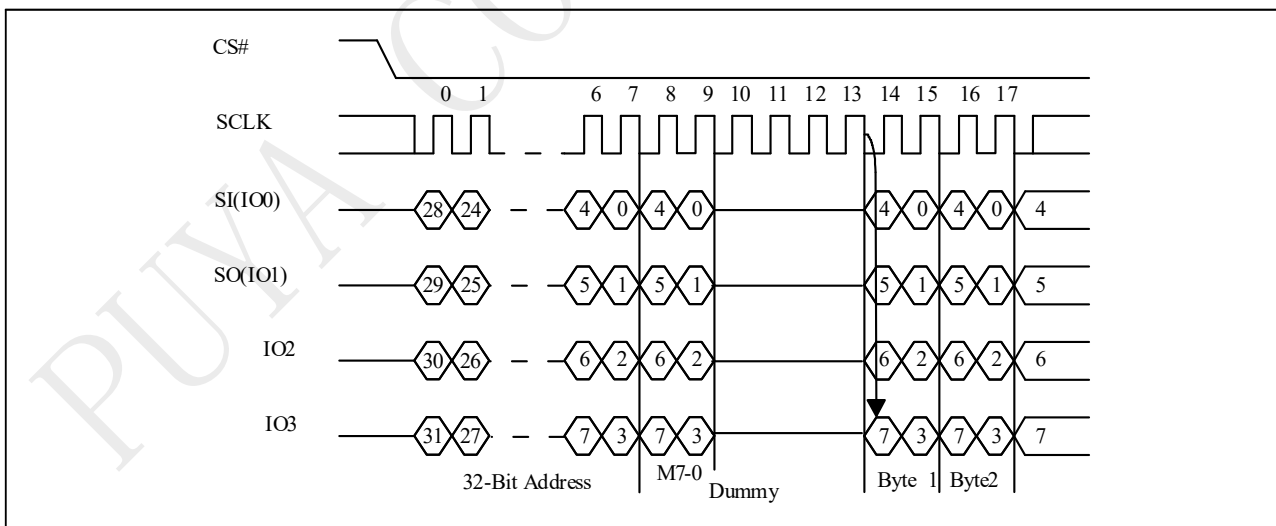 PUYA CO
CS#
0 1 6 7 8 9 10 11 12 13 14 15 16 17
SCLK
SI(IO0) 28 24 4 0 4 0 4 0 4 0 4
SO(IO1) 29 25 5 1 5 1 5 1 5 1 5
IO2 30 26 6 2 6 2 6 2 6 2 6
IO3 31 27 7 3 7 3 7 3 7 3 7
32-Bit Address M7-0 Dummy Byte 1 Byte2